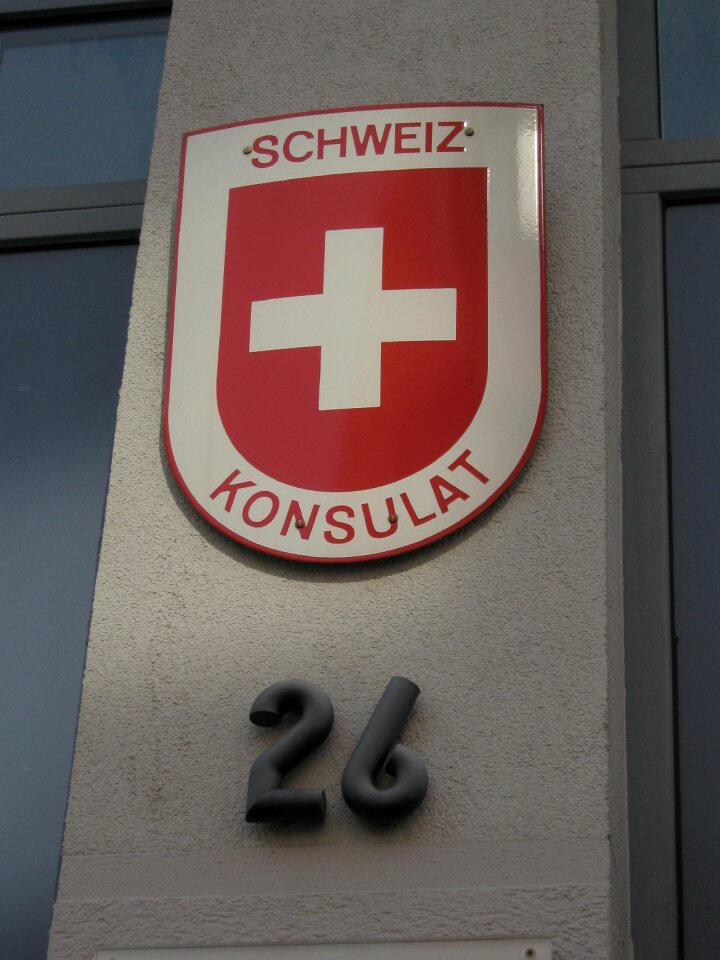 SCHWEIZ
KONSULAT
26